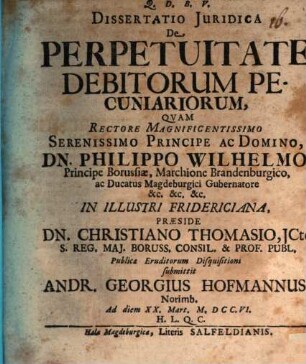 Q. D. B. V.
DISSERTATIO JURIDICA
De
PERPETUITATE
DEBITORUM PE-
CUNIARIORUM,
QVAM
RECTORE MAGNIFICENTISSIMO
SERENISSIMO PRINCIPE AC DOMINO,
DN. PHILIPPO WILHELMO
Principe Borussiæ, Marchione Brandenburgico,
ac Ducatus Magdeburgici Gubernatore
&c. &c. &c.
IN ILLUSTRI FRIDERICIANA,
PRÆSIDE
DN. CHRISTIANO THOMASIO, JCto
S. REG. MAJ. BORUSS. CONSIL. & PROF. PUBL.
Publicæ Eruditorum Disquisitioni
submittit
ANDR. GEORGIUS HOFMANNUS
Norimb.
Ad diem XX. Mart. M, DCC. VI.
H. L. Q. C.
Halæ Magdeburgicæ, Literis SALFELDIANIS.